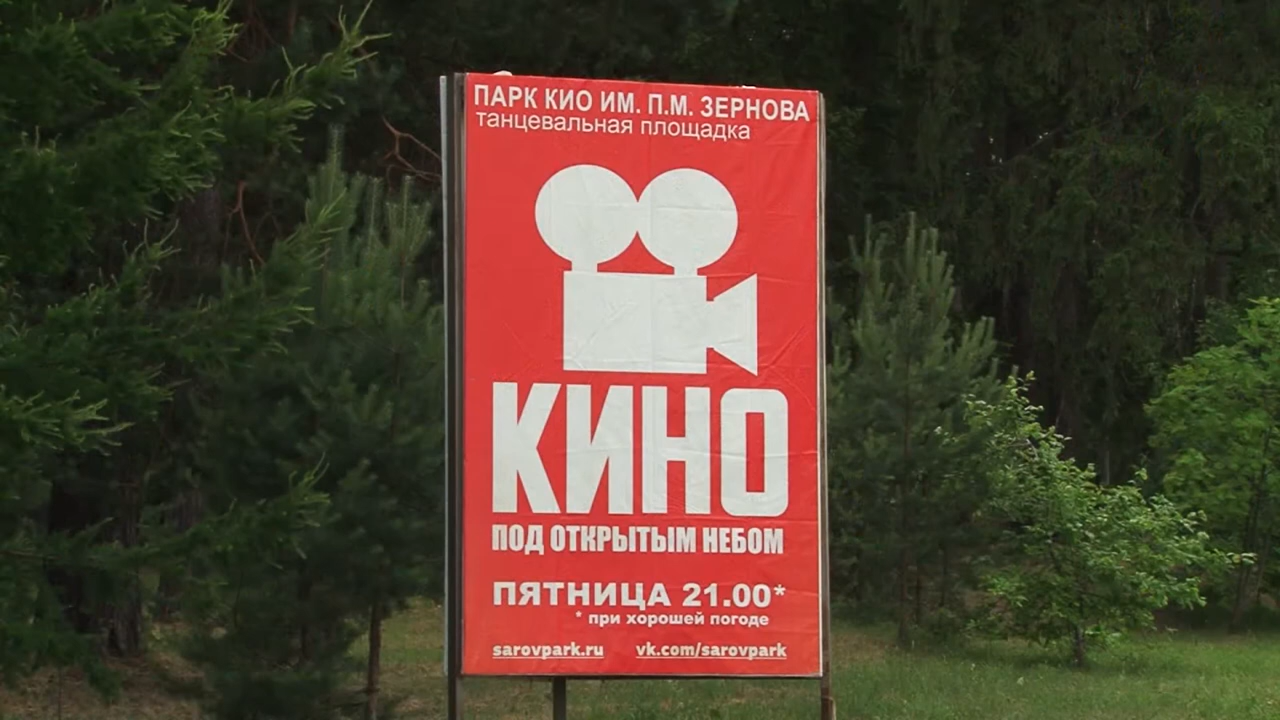 ПАРК КИО ИМ. П.М. ЗЕРНОВА
танцевальная площадка
КИНО
ПОД ОТКРЫТЫМ НЕБОМ
ПЯТНИЦА 21.00*
* при хорошей погоде
sarovpark.ru vk.com/sarovpark